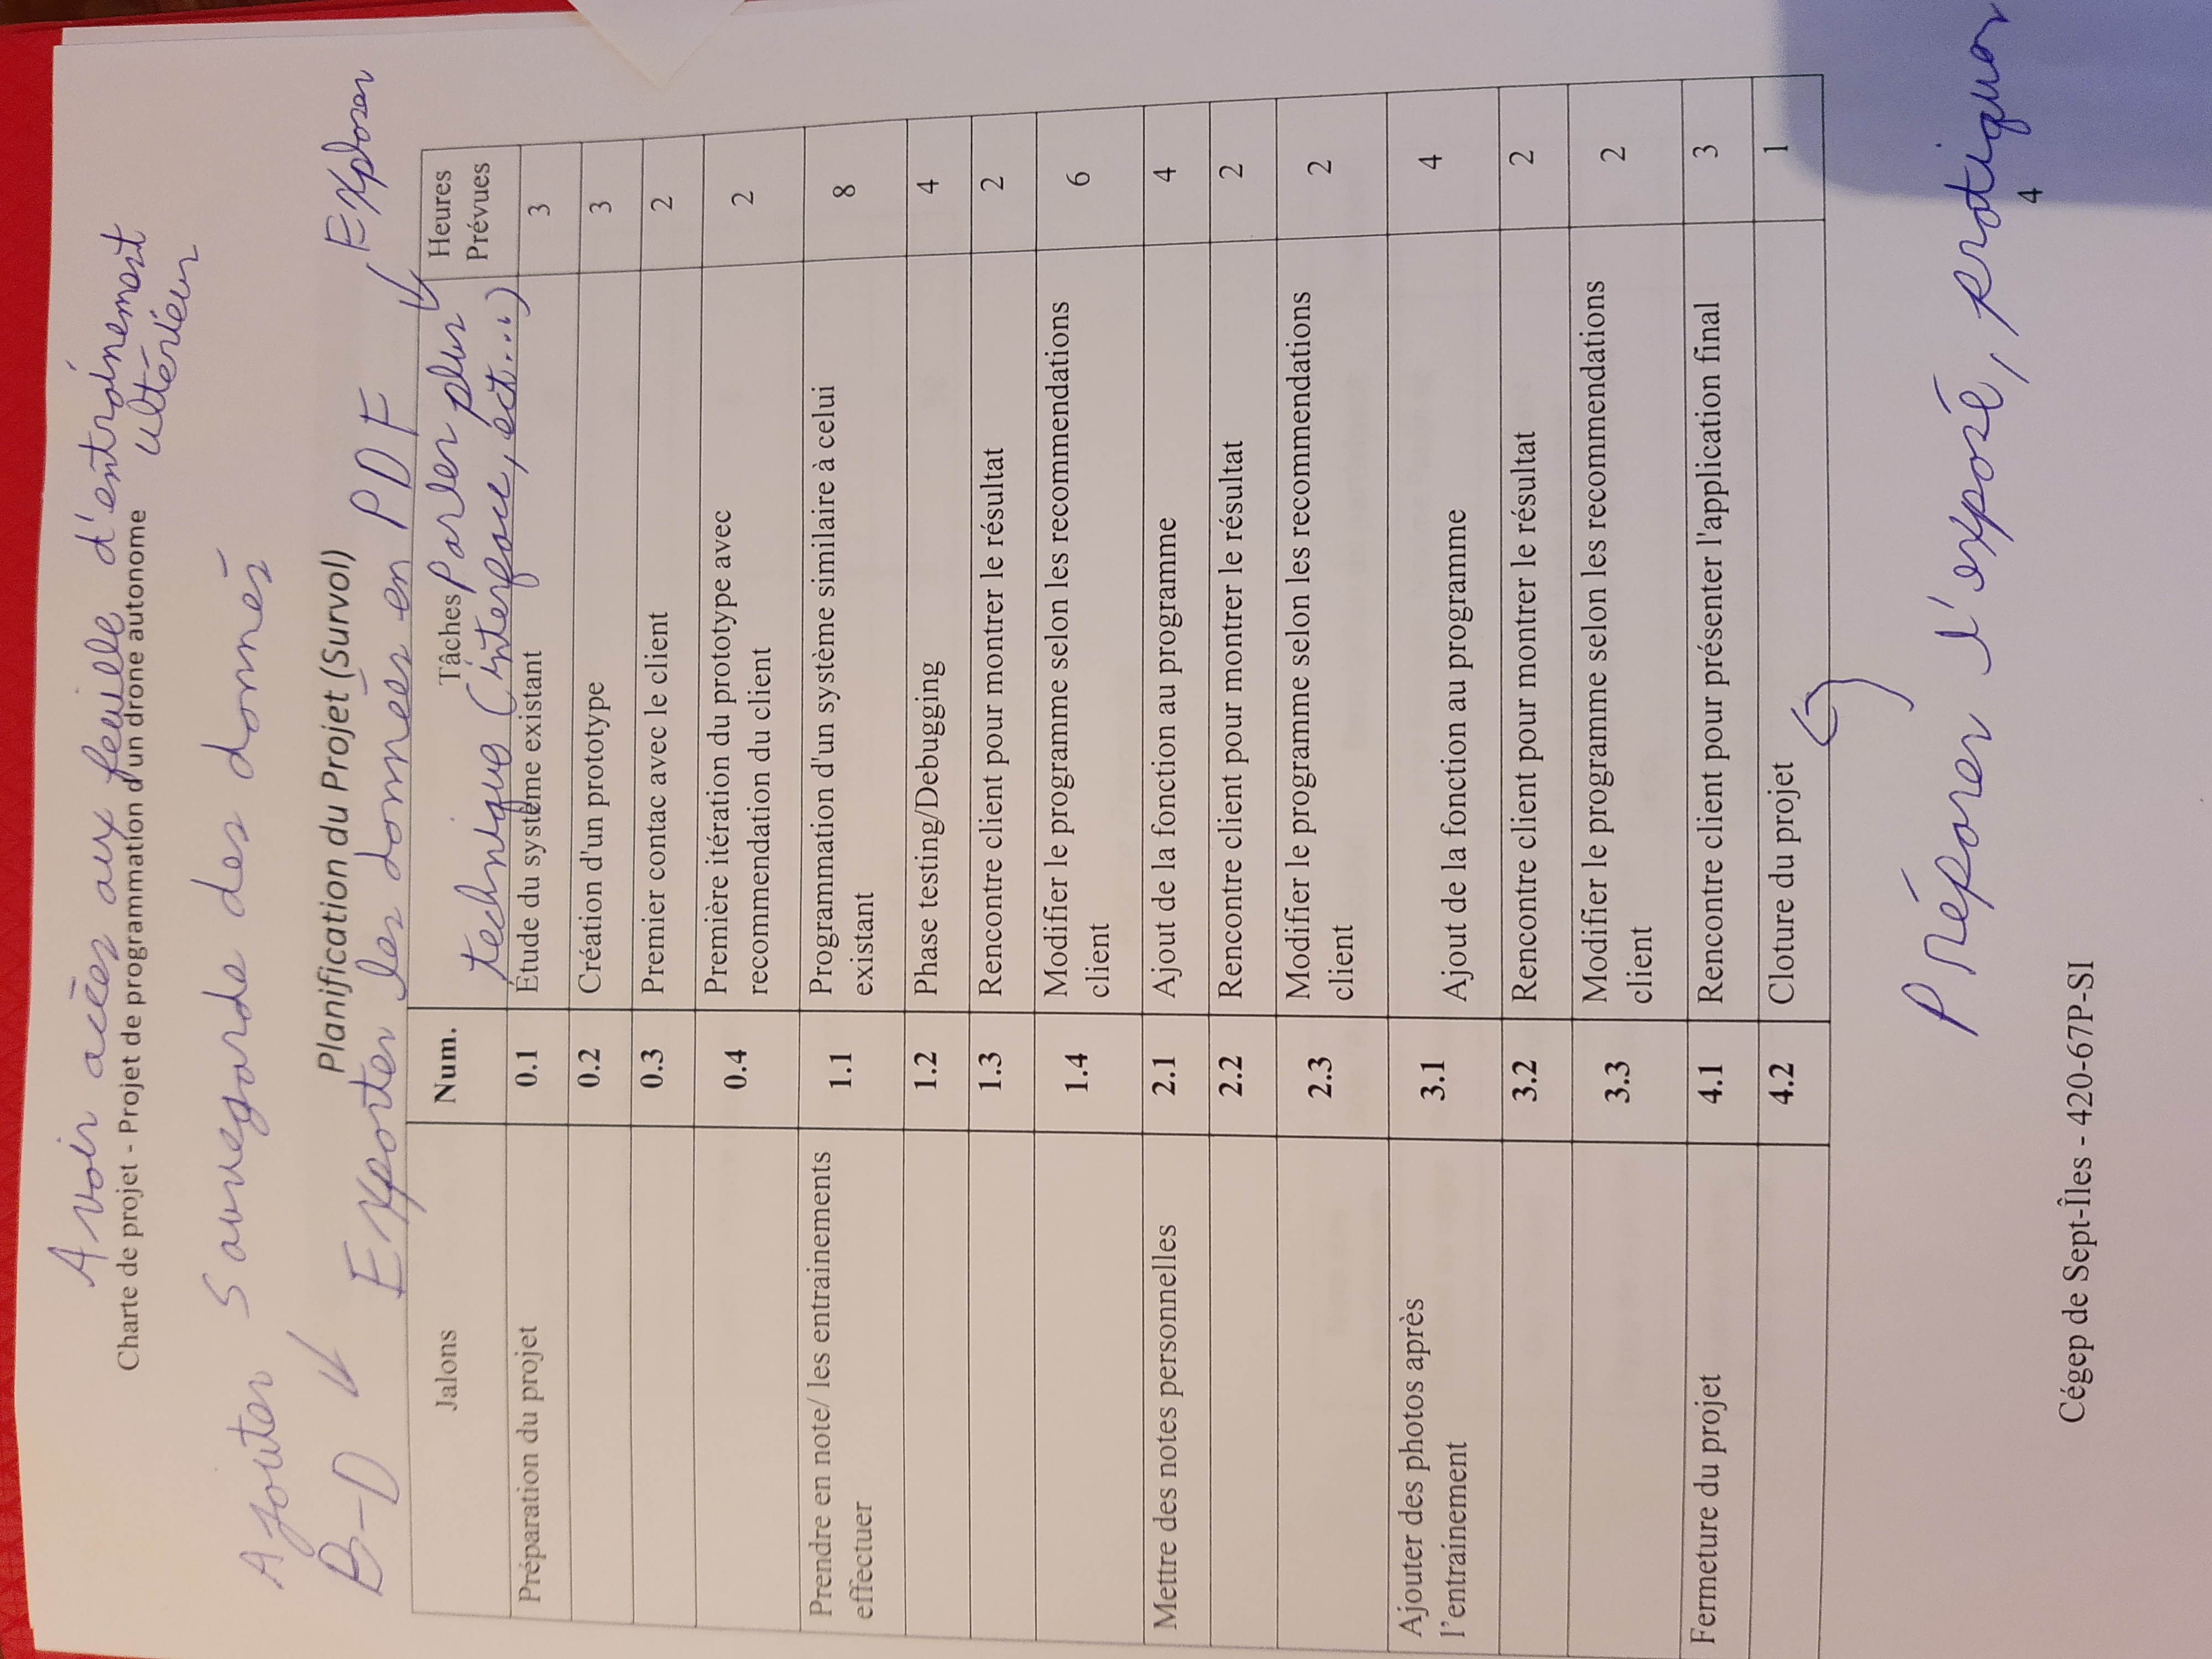 Avoir acèes aux feuille d'entraînement
Charte de projet - Projet de programmation d'un drone autonome
ultérieur
Sauvegarde des donnés
Ajouter
B-D
Planification du Projet (Survol)
Exploser
Exporter les données en PDF
Jalons Num. Tâches Parler plus Heures
Prévues
technique (interface, ect...)
Préparation du projet 0.1 Étude du système existant 3
0.2 Création d'un prototype 3
0.3 Premier contac avec le client 2
0.4 Première itération du prototype avec
recommendation du client 2
Prendre en note/ les entrainements
effectuer 1.1 Programmation d'un système similaire à celui
existant 8
1.2 Phase testing/Debugging 4
1.3 Rencontre client pour montrer le résultat 2
1.4 Modifier le programme selon les recommendations
client 6
Mettre des notes personnelles 2.1 Ajout de la fonction au programme 4
2.2 Rencontre client pour montrer le résultat 2
2.3 Modifier le programme selon les recommendations
client 2
Ajouter des photos après
l'entrainement 3.1 Ajout de la fonction au programme 4
3.2 Rencontre client pour montrer le résultat 2
3.3 Modifier le programme selon les recommendations
client 2
Fermeture du projet 4.1 Rencontre client pour présenter l'application final 3
4.2 Cloture du projet 1
Préparer l'exposé, pratiquer
4
Cégep de Sept-Îles - 420-67P-SI